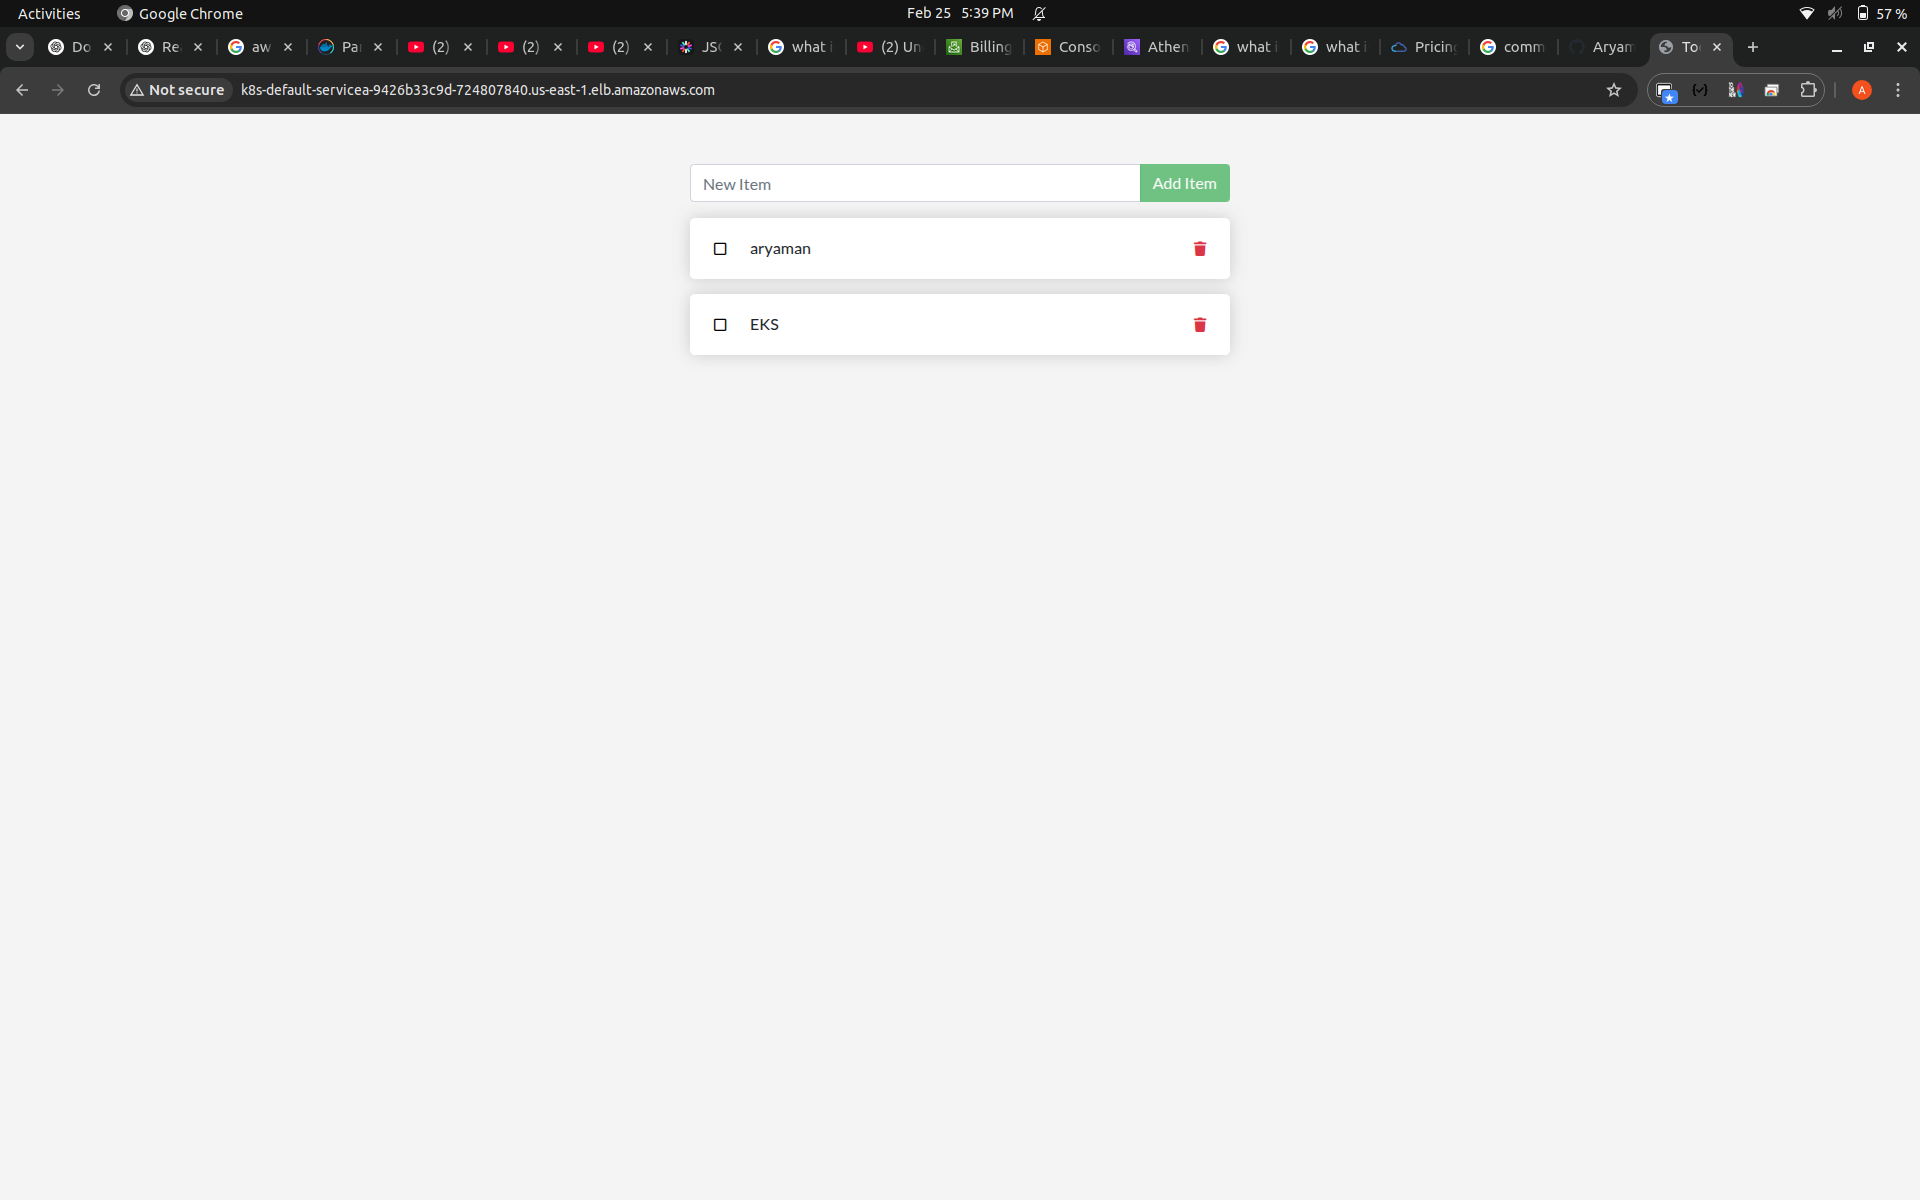 Activities Google Chrome Feb 25 5:39 PM 57 %
Do Re aw Pa (2) (2) (2) JS what i (2) Un Billing Conso Athen what i what i Pricing comm Aryam To
Not secure k8s-default-servicea-9426b33c9d-724807840.us-east-1.elb.amazonaws.com A
New Item Add Item
aryaman
EKS